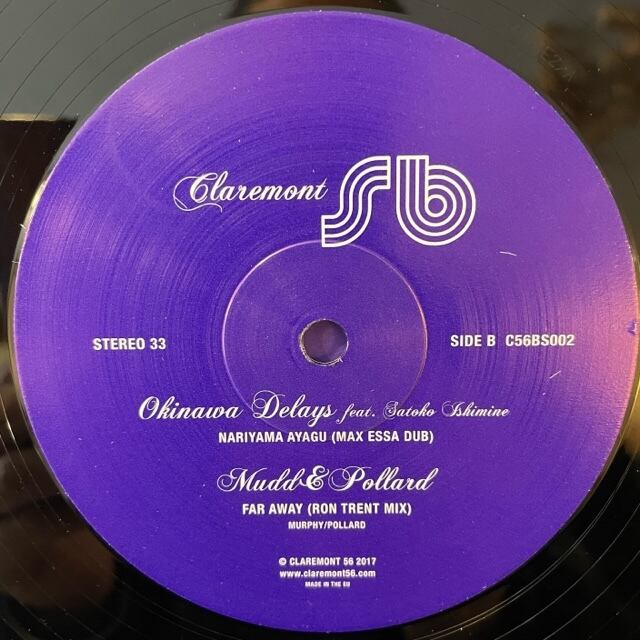 Claremont 56
STEREO 33
SIDE B C56BS002
Okinawa Delays feat. Satoko Ishimine
NARIYAMA AYAGU (MAX ESSA DUB)
Mudd & Pollard
FAR AWAY (RON TRENT MIX)
MURPHY/POLLARD
© CLAREMONT 56 2017
www.claremont56.com
MADE IN THE EU